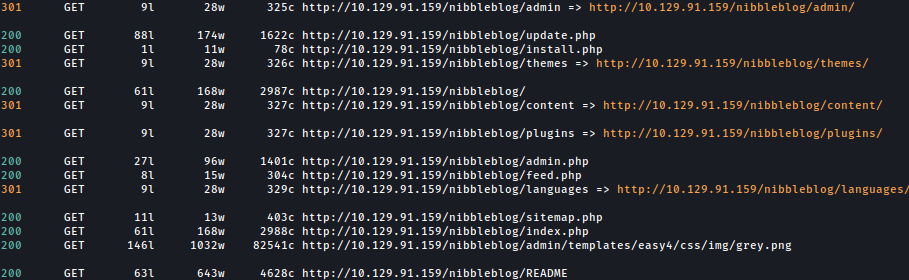 301 GET 9l 28w 325c http://10.129.91.159/nibbleblog/admin => http://10.129.91.159/nibbleblog/admin/
200 GET 88l 174w 1622c http://10.129.91.159/nibbleblog/update.php
200 GET 1l 11w 78c http://10.129.91.159/nibbleblog/install.php
301 GET 9l 28w 326c http://10.129.91.159/nibbleblog/themes => http://10.129.91.159/nibbleblog/themes/
200 GET 61l 168w 2987c http://10.129.91.159/nibbleblog/
301 GET 9l 28w 327c http://10.129.91.159/nibbleblog/content => http://10.129.91.159/nibbleblog/content/
301 GET 9l 28w 327c http://10.129.91.159/nibbleblog/plugins => http://10.129.91.159/nibbleblog/plugins/
200 GET 27l 96w 1401c http://10.129.91.159/nibbleblog/admin.php
200 GET 8l 15w 304c http://10.129.91.159/nibbleblog/feed.php
301 GET 9l 28w 329c http://10.129.91.159/nibbleblog/languages => http://10.129.91.159/nibbleblog/languages/
200 GET 11l 13w 403c http://10.129.91.159/nibbleblog/sitemap.php
200 GET 61l 168w 2988c http://10.129.91.159/nibbleblog/index.php
200 GET 146l 1032w 82541c http://10.129.91.159/nibbleblog/admin/templates/easy4/css/img/grey.png
200 GET 63l 643w 4628c http://10.129.91.159/nibbleblog/README